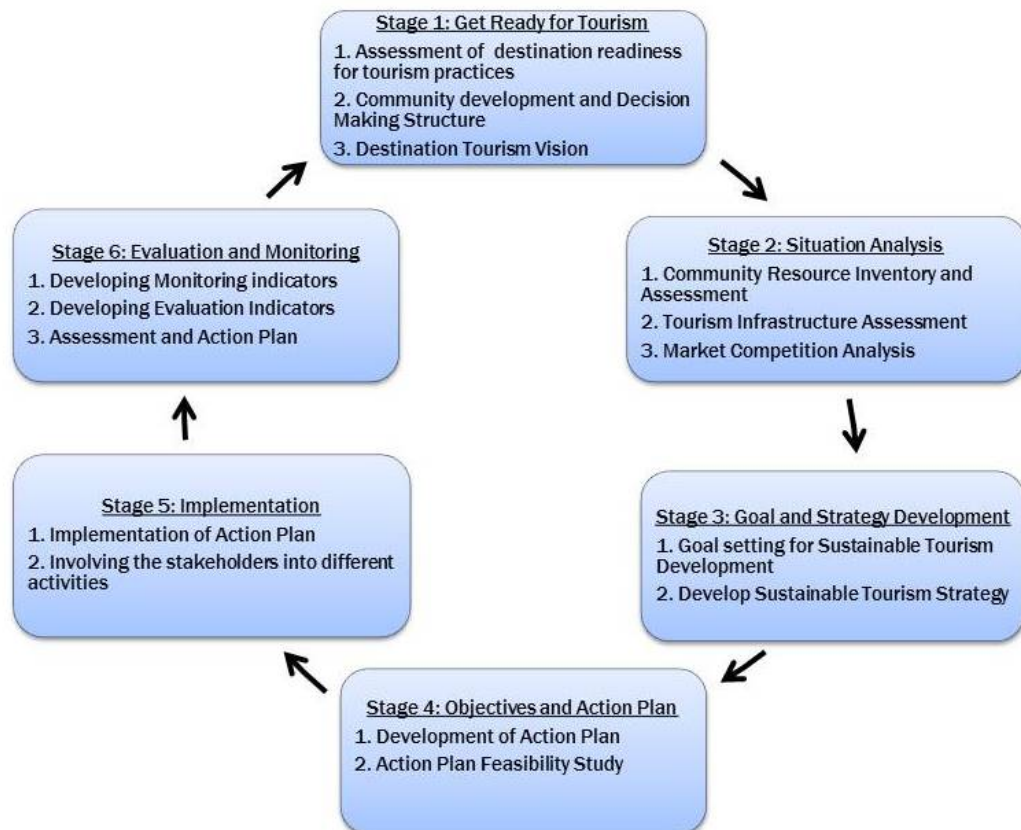 Stage 1: Get Ready for Tourism
1. Assessment of destination readiness
for tourism practices
2. Community development and Decision
Making Structure
3. Destination Tourism Vision
Stage 2: Situation Analysis
1. Community Resource Inventory and
Assessment
2. Tourism Infrastructure Assessment
3. Market Competition Analysis
Stage 3: Goal and Strategy Development
1. Goal setting for Sustainable Tourism
Development
2. Develop Sustainable Tourism Strategy
Stage 4: Objectives and Action Plan
1. Development of Action Plan
2. Action Plan Feasibility Study
Stage 5: Implementation
1. Implementation of Action Plan
2. Involving the stakeholders into different
activities
Stage 6: Evaluation and Monitoring
1. Developing Monitoring indicators
2. Developing Evaluation Indicators
3. Assessment and Action Plan